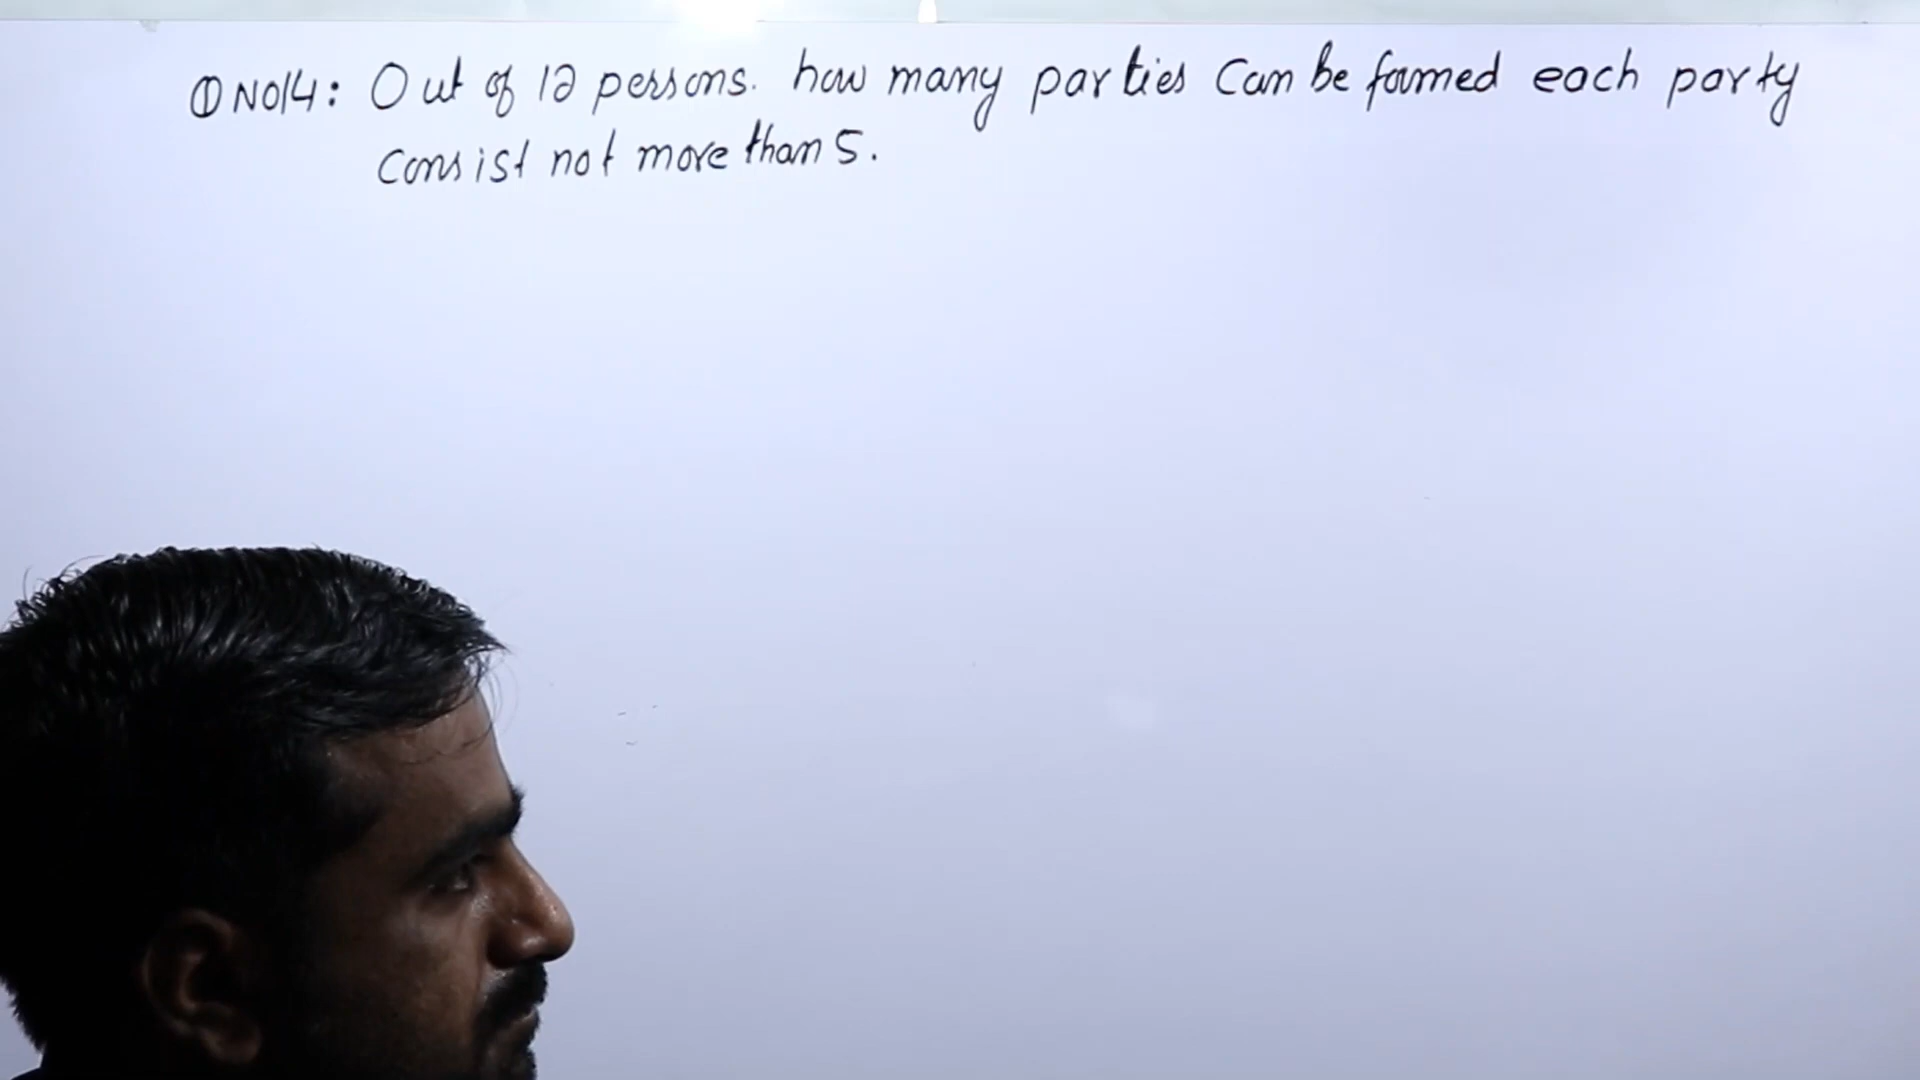 Q NO14: Out of 12 persons. how many parties can be formed each party
consist not more than 5.